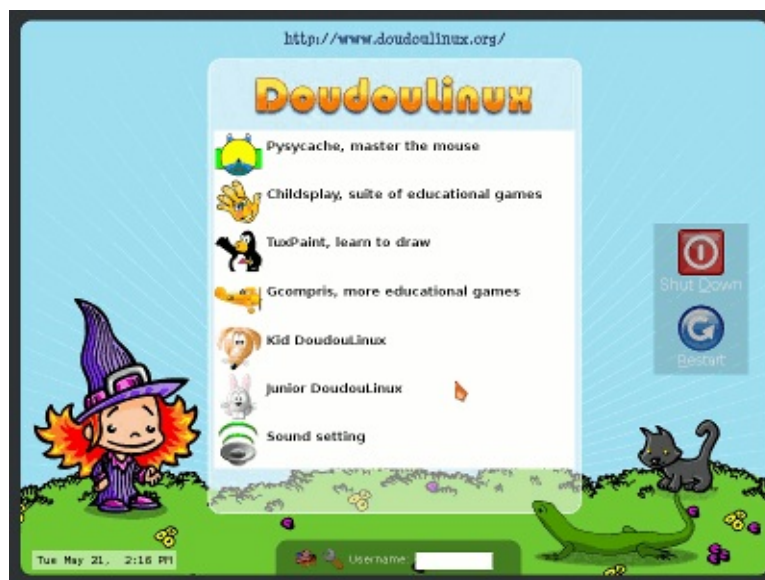 http://www.doudoulinux.org/
DoudouLinux
Pysycache, master the mouse
Childsplay, suite of educational games
TuxPaint, learn to draw
Gcompris, more educational games
Kid DoudouLinux
Junior DoudouLinux
Sound setting
Shut Down
Restart
Tue May 21, 2:16 PM
Username: